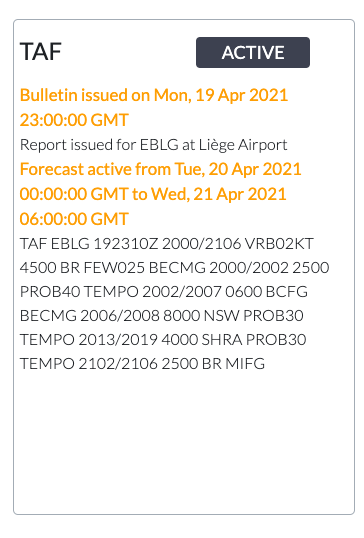 TAF
ACTIVE
Bulletin issued on Mon, 19 Apr 2021
23:00:00 GMT
Report issued for EBLG at Liège Airport
Forecast active from Tue, 20 Apr 2021
00:00:00 GMT to Wed, 21 Apr 2021
06:00:00 GMT
TAF EBLG 192310Z 2000/2106 VRB02KT
4500 BR FEW025 BECMG 2000/2002 2500
PROB40 TEMPO 2002/2007 0600 BCFG
BECMG 2006/2008 8000 NSW PROB30
TEMPO 2013/2019 4000 SHRA PROB30
TEMPO 2102/2106 2500 BR MIFG